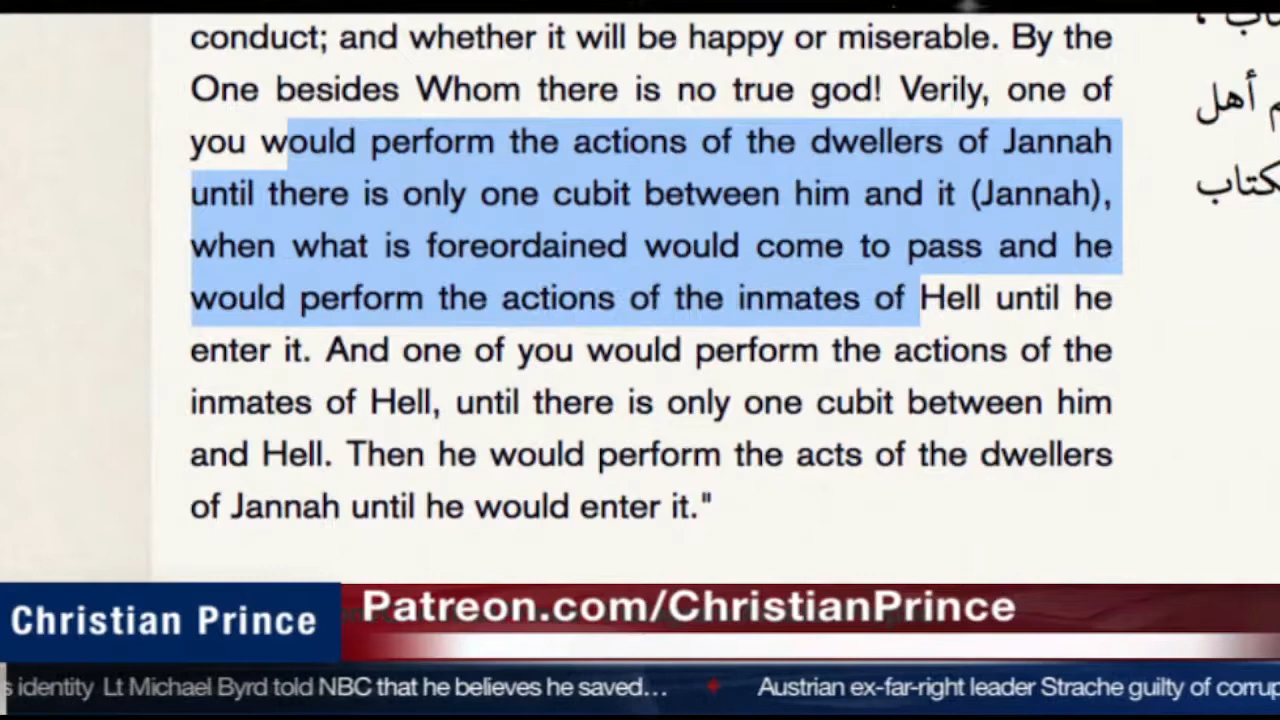 conduct; and whether it will be happy or miserable. By the
One besides Whom there is no true god! Verily, one of
you would perform the actions of the dwellers of Jannah
until there is only one cubit between him and it (Jannah),
when what is foreordained would come to pass and he
would perform the actions of the inmates of Hell until he
enter it. And one of you would perform the actions of the
inmates of Hell, until there is only one cubit between him
and Hell. Then he would perform the acts of the dwellers
of Jannah until he would enter it."
أهل
Christian Prince
Patreon.com/ChristianPrince
identity Lt Michael Byrd told NBC that he believes he saved... Austrian ex-far-right leader Strache guilty of